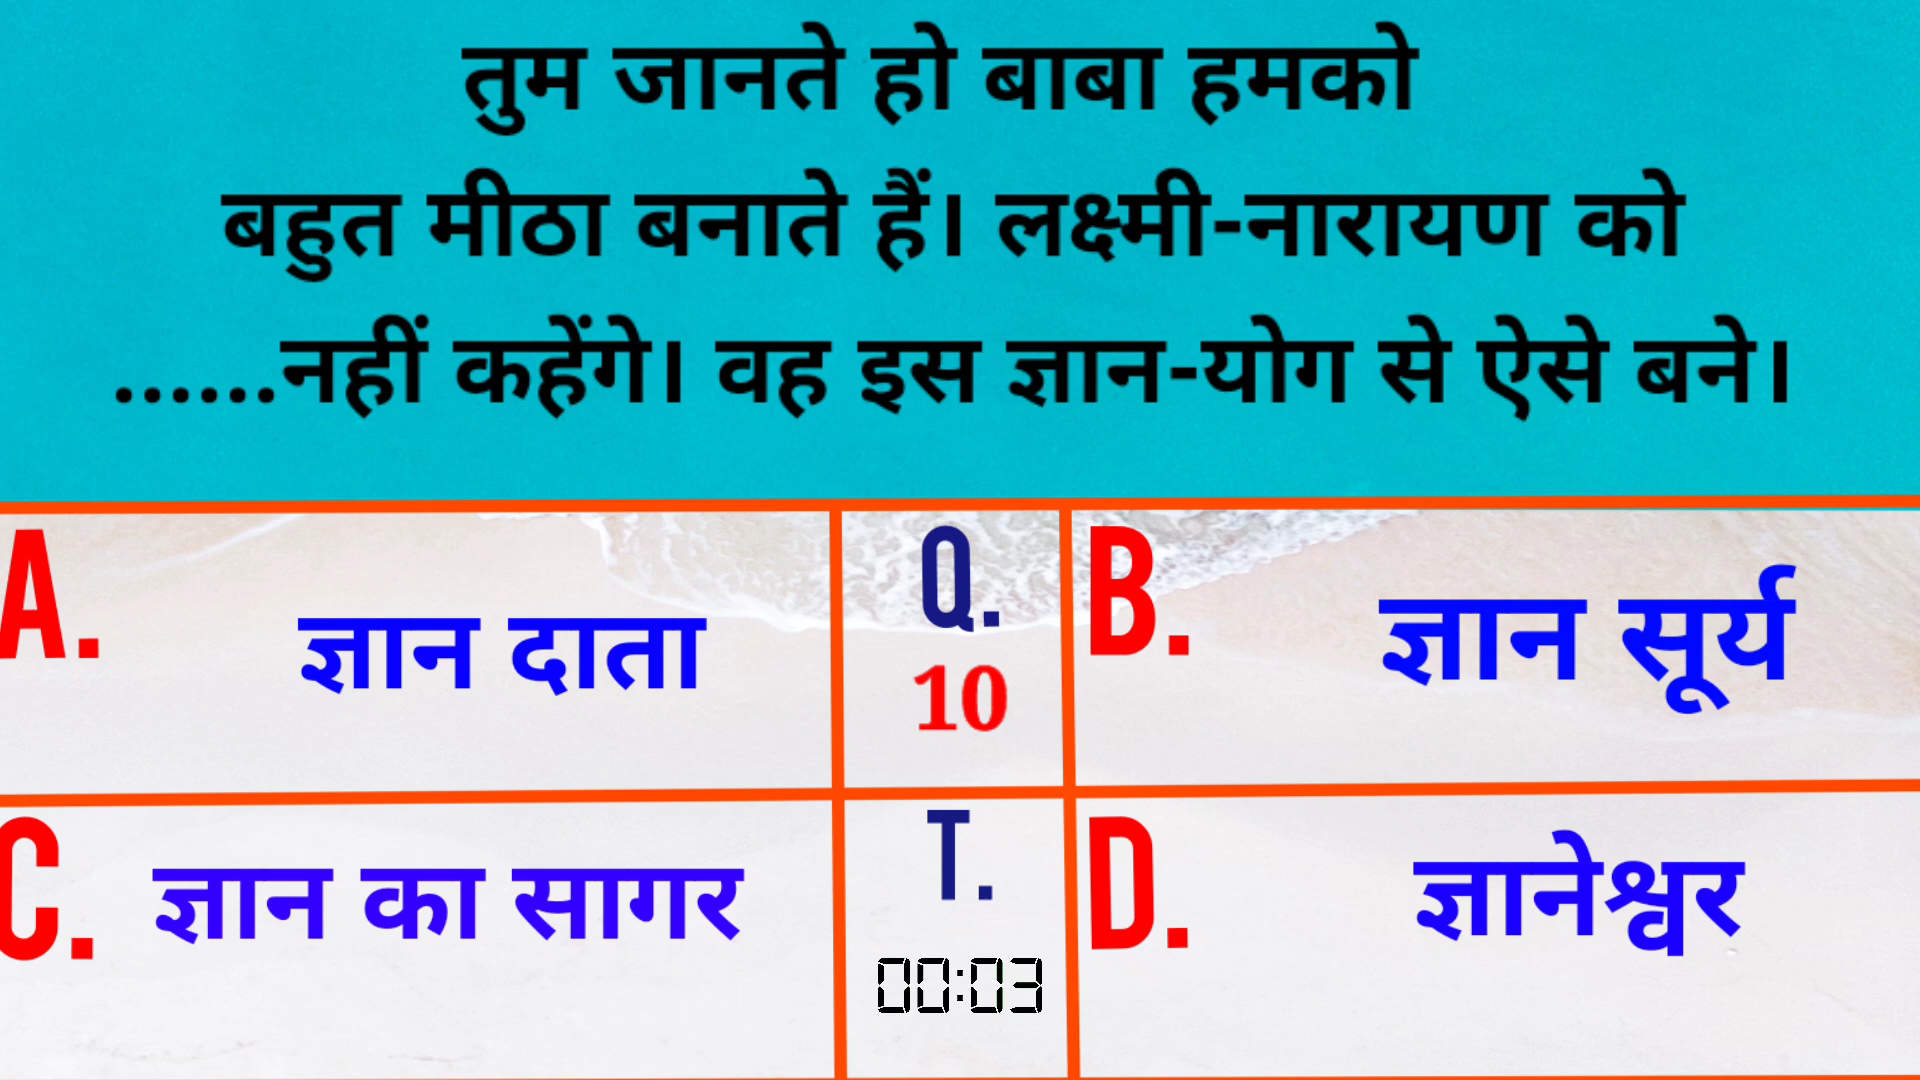 तुम जानते हो बाबा हमको
बहुत मीठा बनाते हैं। लक्ष्मी-नारायण को
......नहीं कहेंगे। वह इस ज्ञान-योग से ऐसे बने।
A. ज्ञान दाता
Q. 10
B. ज्ञान सूर्य
C. ज्ञान का सागर
T. 00:03
D. ज्ञानेश्वर